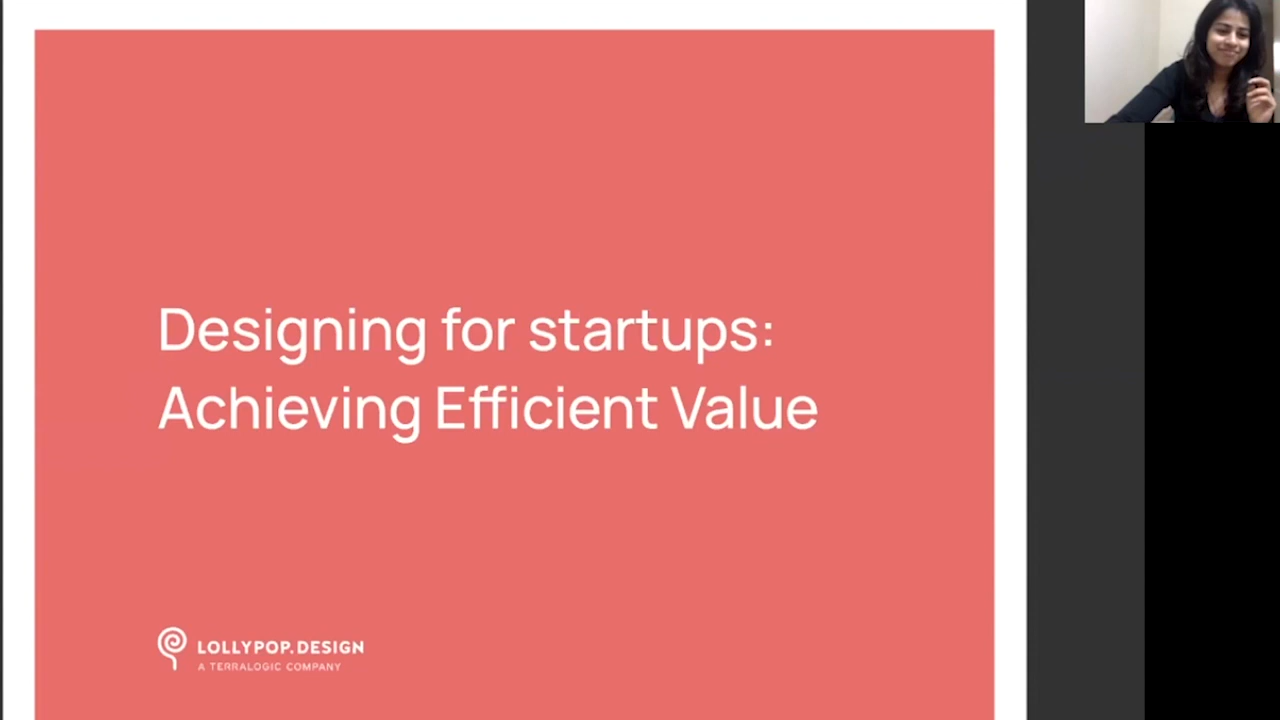 Designing for startups:
Achieving Efficient Value
LOLLYPOP.DESIGN
A TERRALOGIC COMPANY